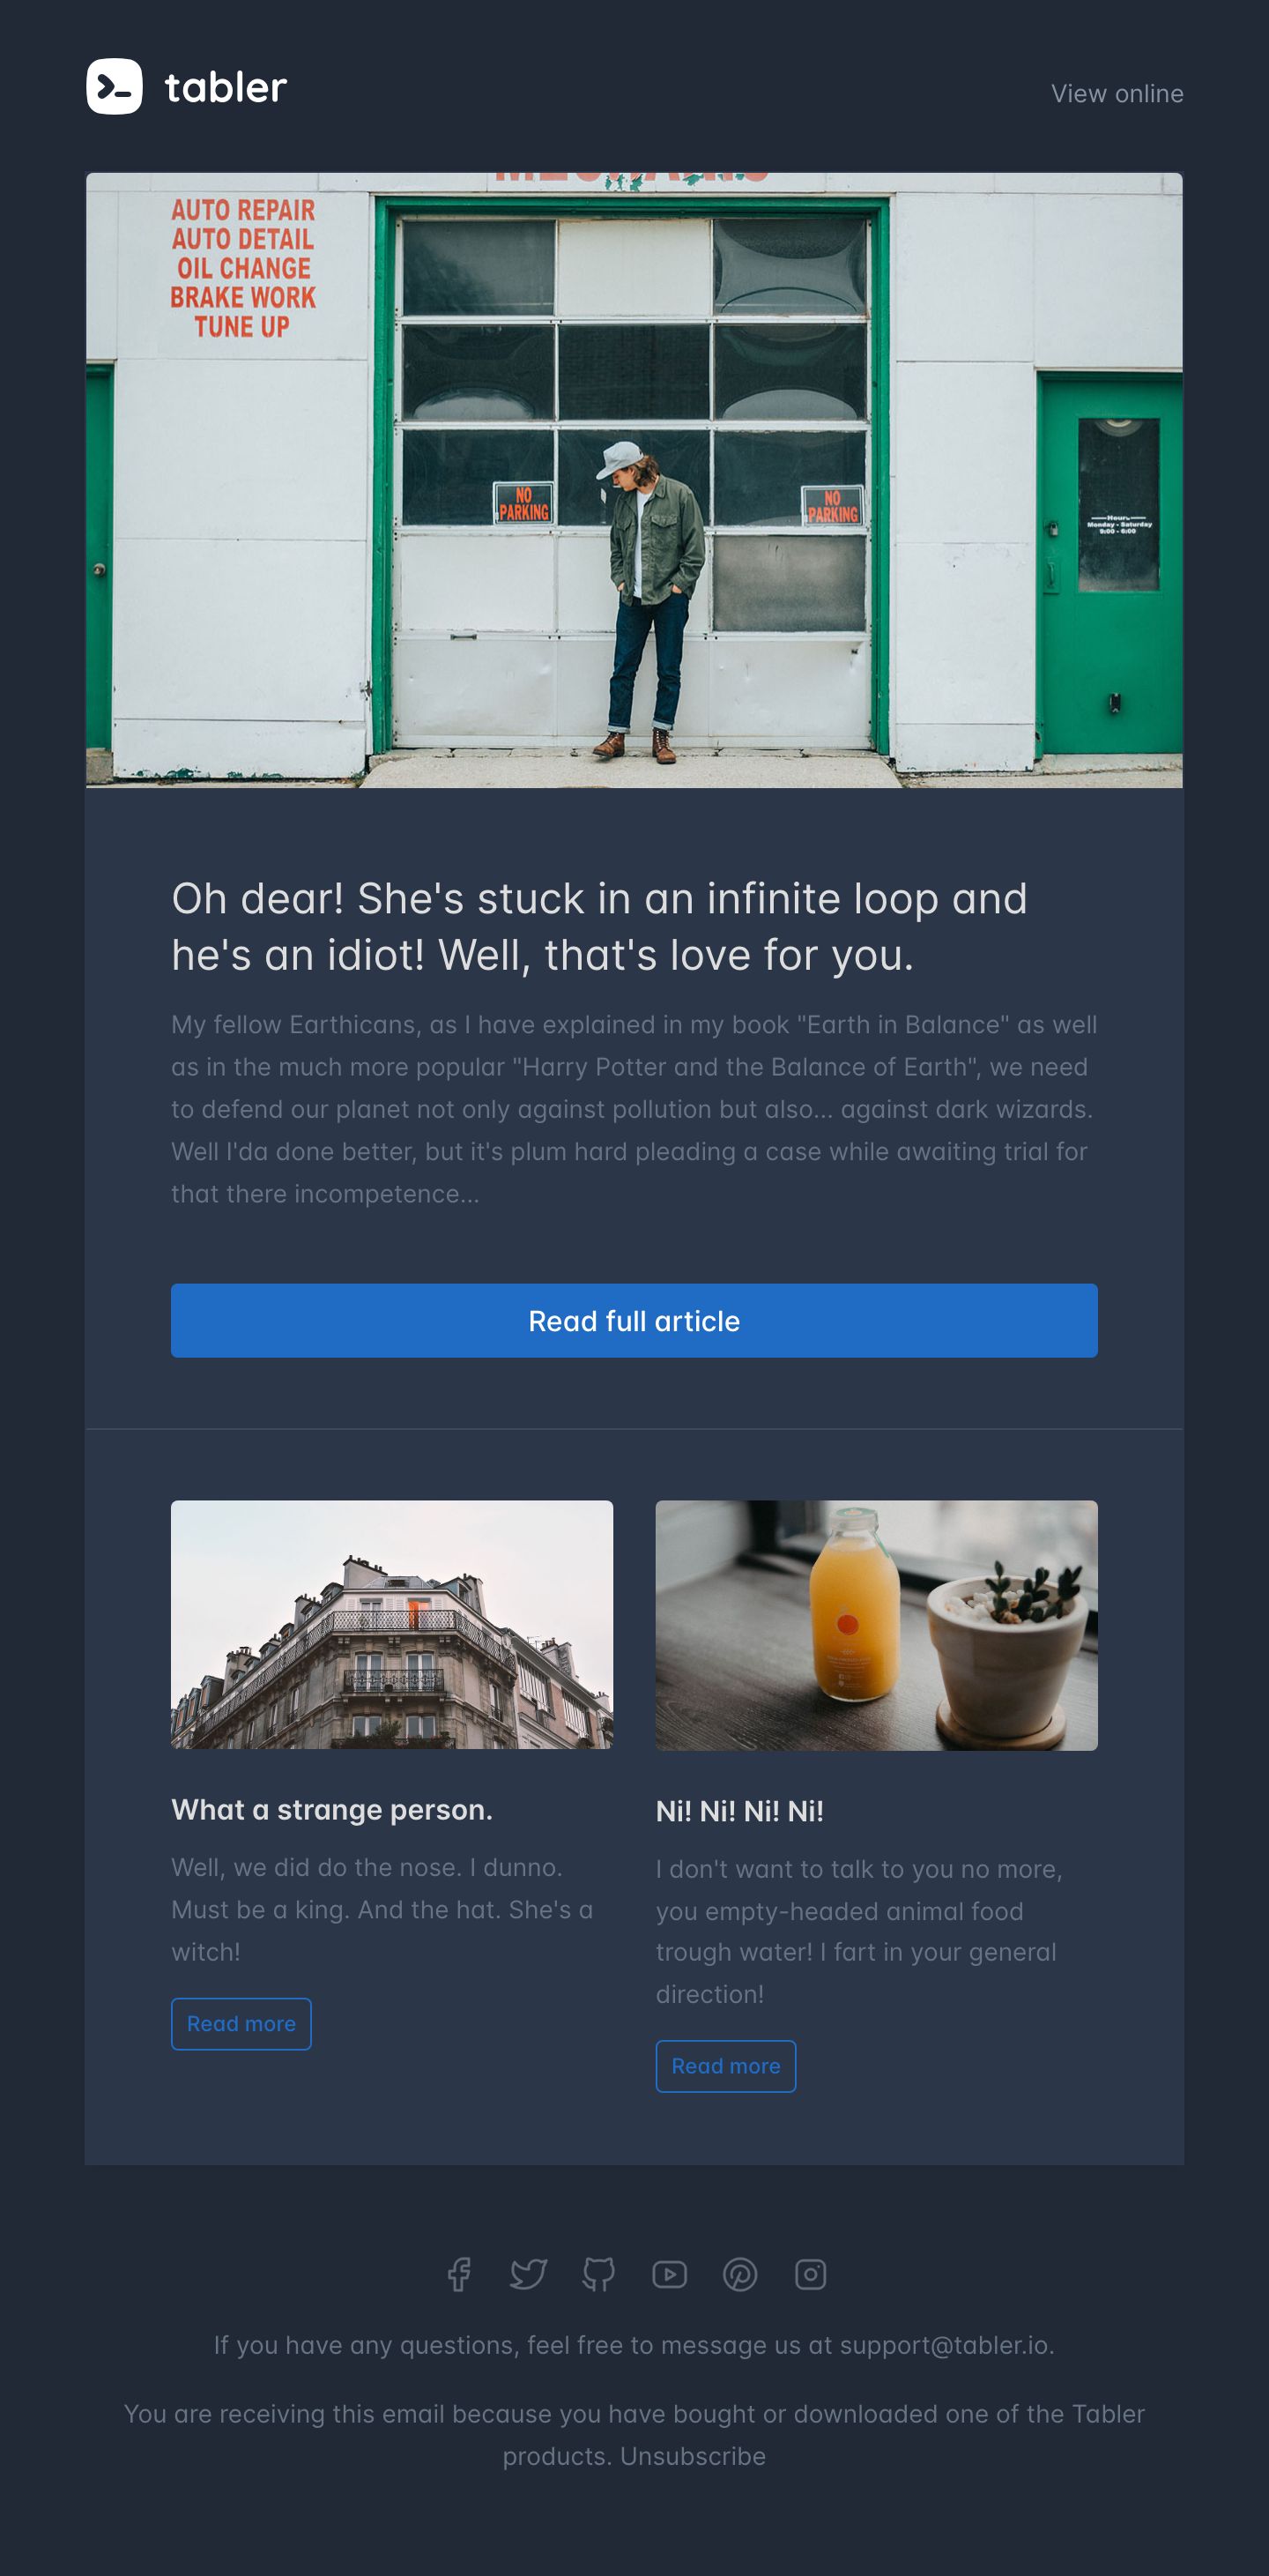 tabler
View online
AUTO REPAIR
AUTO DETAIL
OIL CHANGE
BRAKE WORK
TUNE UP
NO
PARKING
NO
PARKING
Hours
Monday - Saturday
9:00 - 6:00
Oh dear! She's stuck in an infinite loop and
he's an idiot! Well, that's love for you.
My fellow Earthicans, as I have explained in my book "Earth in Balance" as well
as in the much more popular "Harry Potter and the Balance of Earth", we need
to defend our planet not only against pollution but also... against dark wizards.
Well I'da done better, but it's plum hard pleading a case while awaiting trial for
that there incompetence...
Read full article
What a strange person.
Well, we did do the nose. I dunno.
Must be a king. And the hat. She's a
witch!
Read more
Ni! Ni! Ni! Ni!
I don't want to talk to you no more,
you empty-headed animal food
trough water! I fart in your general
direction!
Read more
If you have any questions, feel free to message us at support@tabler.io.
You are receiving this email because you have bought or downloaded one of the Tabler
products. Unsubscribe